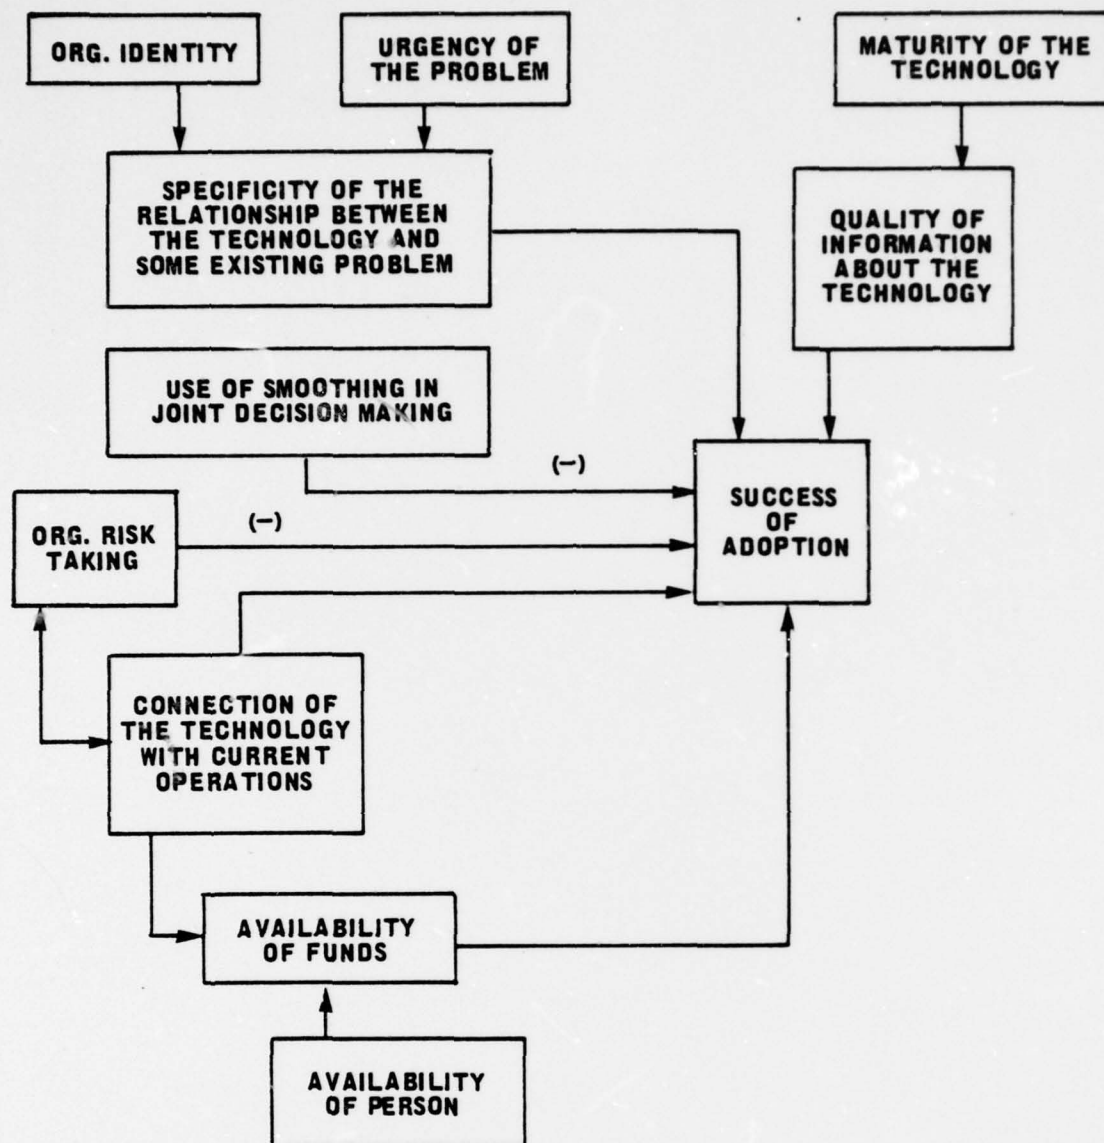 ORG. IDENTITY
URGENCY OF
THE PROBLEM
MATURITY OF THE
TECHNOLOGY
SPECIFICITY OF THE
RELATIONSHIP BETWEEN
THE TECHNOLOGY AND
SOME EXISTING PROBLEM
QUALITY OF
INFORMATION
ABOUT THE
TECHNOLOGY
USE OF SMOOTHING IN
JOINT DECISION MAKING
(-)
SUCCESS
OF
ADOPTION
ORG. RISK
TAKING
(-)
CONNECTION OF
THE TECHNOLOGY
WITH CURRENT
OPERATIONS
AVAILABILITY
OF FUNDS
AVAILABILITY
OF PERSON